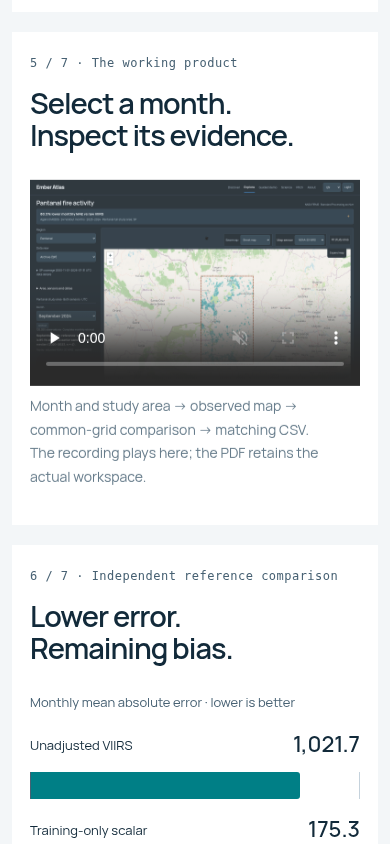 5 / 7 · The working product
Select a month.
Inspect its evidence.
Ember Atlas
Pantanal fire activity
0:00
Month and study area → observed map →
common-grid comparison → matching CSV.
The recording plays here; the PDF retains the
actual workspace.
6 / 7 · Independent reference comparison
Lower error.
Remaining bias.
Monthly mean absolute error · lower is better
Unadjusted VIIRS
1,021.7
Training-only scalar
175.3